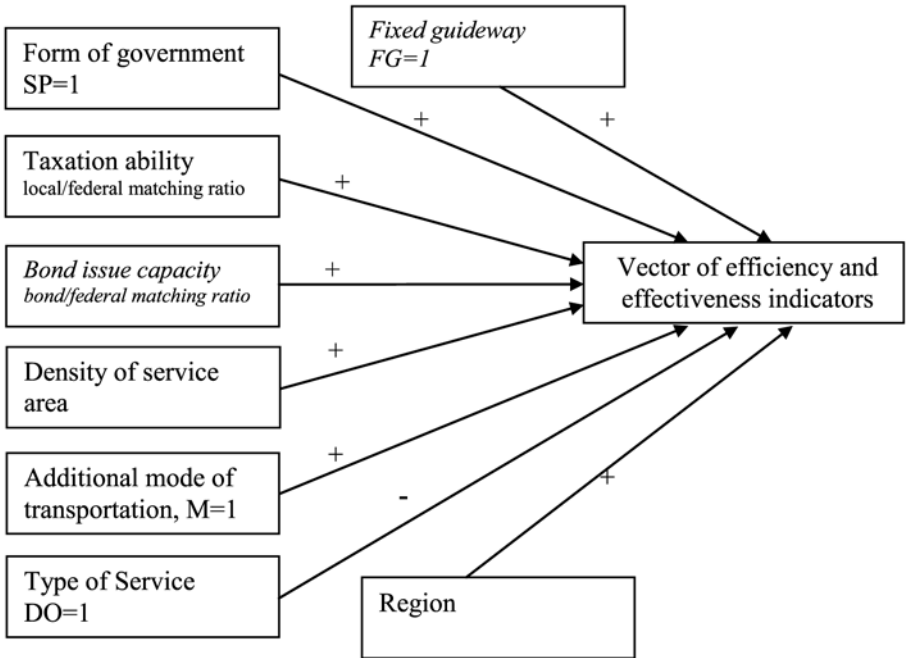 Form of government
SP=1
Fixed guideway
FG=1
+
+
Taxation ability
local/federal matching ratio
+
Bond issue capacity
bond/federal matching ratio
+
Vector of efficiency and
effectiveness indicators
Density of service
area
+
Additional mode of
transportation, M=1
+
-
+
Type of Service
DO=1
Region